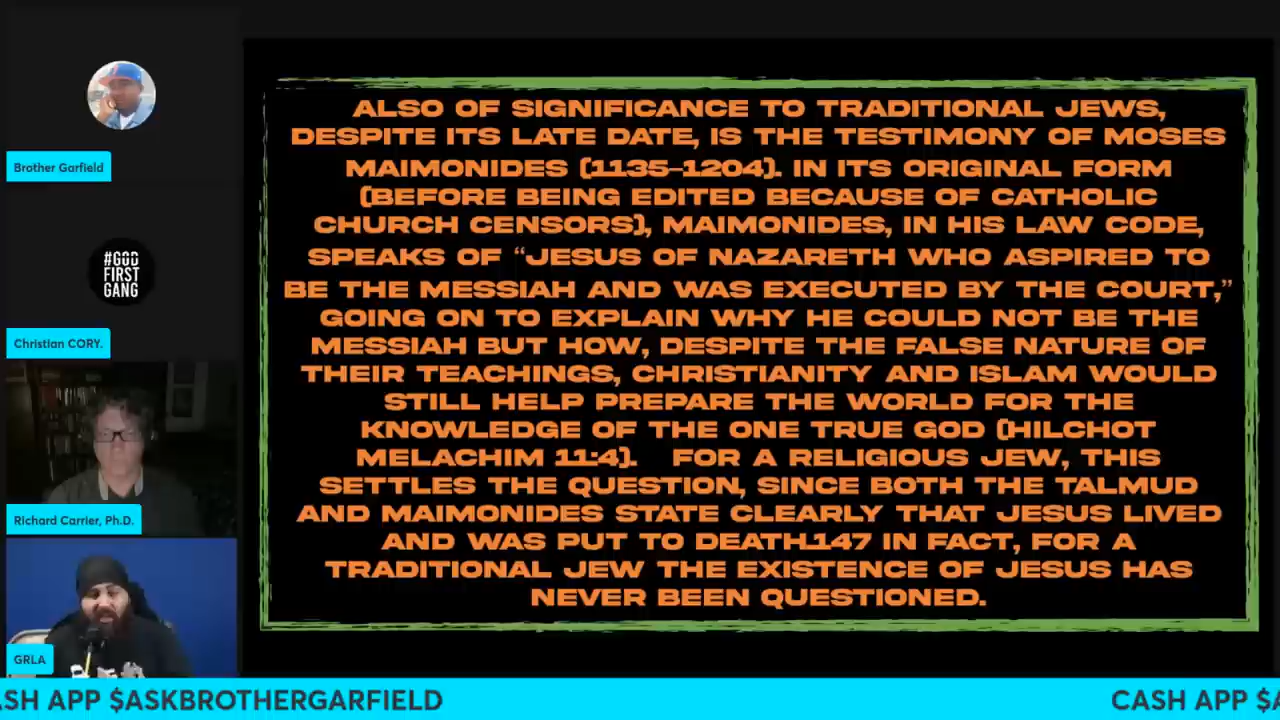 Brother Garfield
#GOD
FIRST
GANG
Christian CORY.
Richard Carrier, Ph.D.
GRLA
ALSO OF SIGNIFICANCE TO TRADITIONAL JEWS,
DESPITE ITS LATE DATE, IS THE TESTIMONY OF MOSES
MAIMONIDES (1135–1204). IN ITS ORIGINAL FORM
(BEFORE BEING EDITED BECAUSE OF CATHOLIC
CHURCH CENSORS), MAIMONIDES, IN HIS LAW CODE,
SPEAKS OF “JESUS OF NAZARETH WHO ASPIRED TO
BE THE MESSIAH AND WAS EXECUTED BY THE COURT,”
GOING ON TO EXPLAIN WHY HE COULD NOT BE THE
MESSIAH BUT HOW, DESPITE THE FALSE NATURE OF
THEIR TEACHINGS, CHRISTIANITY AND ISLAM WOULD
STILL HELP PREPARE THE WORLD FOR THE
KNOWLEDGE OF THE ONE TRUE GOD (HILCHOT
MELACHIM 11:4). FOR A RELIGIOUS JEW, THIS
SETTLES THE QUESTION, SINCE BOTH THE TALMUD
AND MAIMONIDES STATE CLEARLY THAT JESUS LIVED
AND WAS PUT TO DEATH.147 IN FACT, FOR A
TRADITIONAL JEW THE EXISTENCE OF JESUS HAS
NEVER BEEN QUESTIONED.
ASH APP $ASKBROTHERGARFIELD CASH APP $A